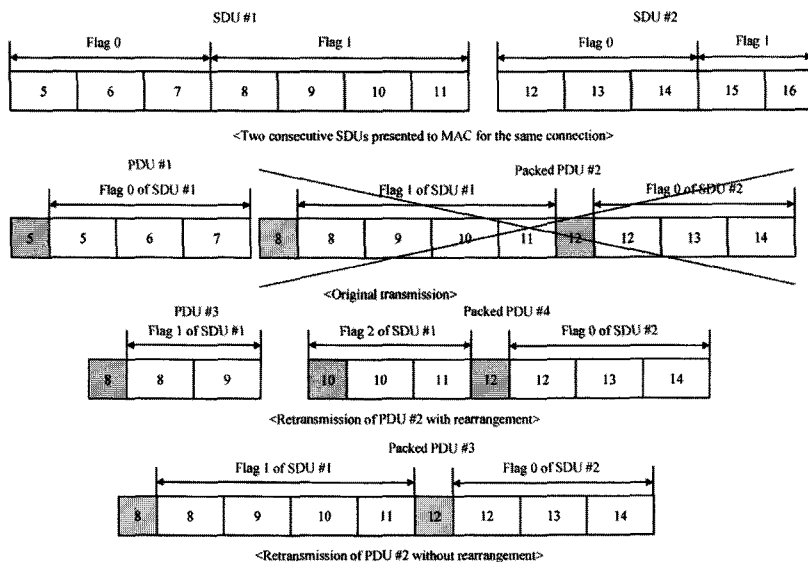 SDU #1 SDU #2
Flag 0 Flag 1 Flag 0 Flag 1
5 6 7 8 9 10 11 12 13 14 15 16
<Two consecutive SDUs presented to MAC for the same connection>
PDU #1 Packed PDU #2
Flag 0 of SDU #1 Flag 1 of SDU #1 Flag 0 of SDU #2
5 5 6 7 8 8 9 10 11 12 12 13 14
<Original transmission>
PDU #3 Packed PDU #4
Flag 1 of SDU #1 Flag 2 of SDU #1 Flag 0 of SDU #2
8 8 9 10 10 11 12 12 13 14
<Retransmission of PDU #2 with rearrangement>
Packed PDU #3
Flag 1 of SDU #1 Flag 0 of SDU #2
8 8 9 10 11 12 12 13 14
<Retransmission of PDU #2 without rearrangement>